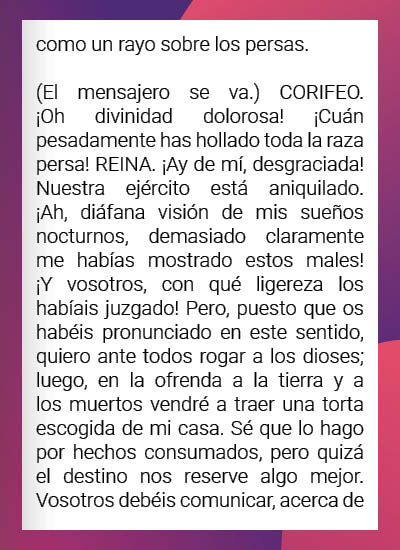 como un rayo sobre los persas.
(El mensajero se va.) CORIFEO.
¡Oh divinidad dolorosa! ¡Cuán
pesadamente has hollado toda la raza
persa! REINA. ¡Ay de mí, desgraciada!
Nuestra ejército está aniquilado.
¡Ah, diáfana visión de mis sueños
nocturnos, demasiado claramente
me habías mostrado estos males!
¡Y vosotros, con qué ligereza los
habíais juzgado! Pero, puesto que os
habéis pronunciado en este sentido,
quiero ante todos rogar a los dioses;
luego, en la ofrenda a la tierra y a
los muertos vendré a traer una torta
escogida de mi casa. Sé que lo hago
por hechos consumados, pero quizá
el destino nos reserve algo mejor.
Vosotros debéis comunicar, acerca de